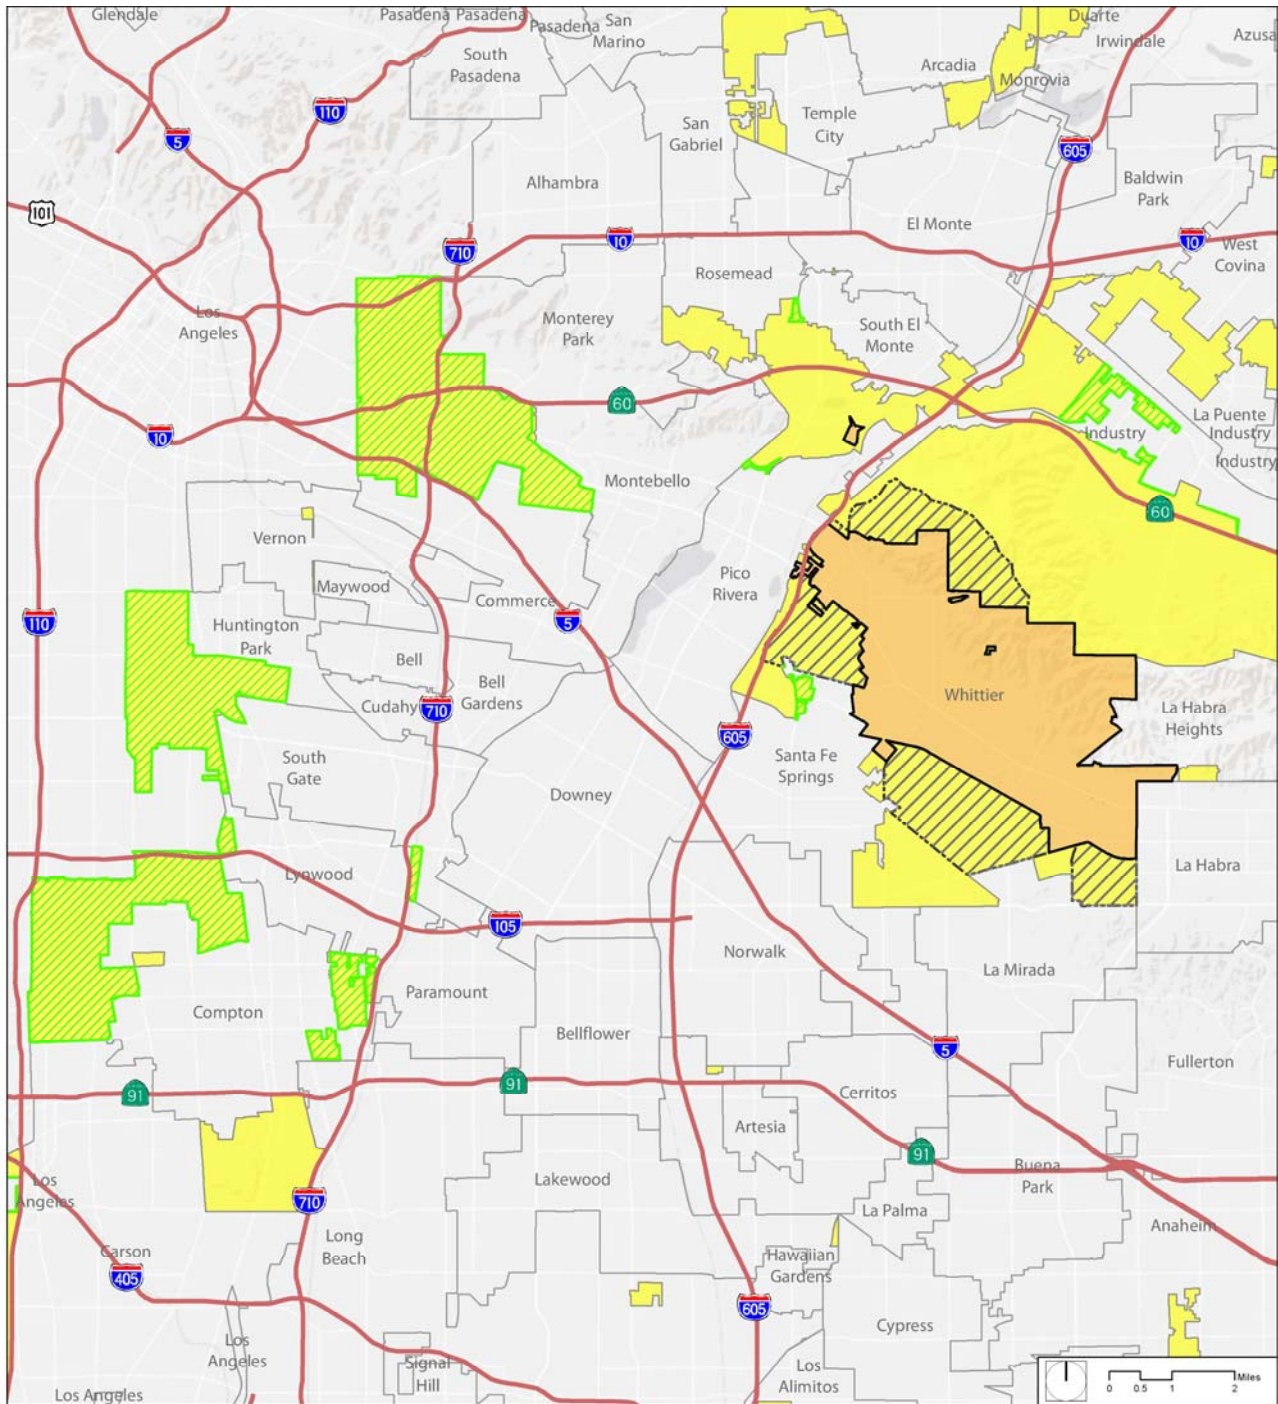 Glendale
Pasadena
Pasadena
Pasadena
San
Marino
Duarte
Irwindale
Azusa
South
Pasadena
Arcadia
Monrovia
110
5
San
Gabriel
Temple
City
605
Alhambra
Baldwin
Park
101
El Monte
710
10
10
West
Covina
Rosemead
Los
Angeles
Monterey
Park
South El
Monte
60
La Puente
Industry
Industry
Industry
10
Montebello
60
Vernon
Pico
Rivera
Maywood
Commerce
5
110
Huntington
Park
Bell
Bell
Gardens
Cudahy
710
Whittier
La Habra
Heights
605
South
Gate
Santa Fe
Springs
Downey
La Habra
Lynwood
105
Norwalk
La Mirada
Paramount
Compton
Bellflower
5
Fullerton
91
91
Cerritos
Artesia
91
Buena
Park
Los
Angeles
Lakewood
710
La Palma
Anaheim
Long
Beach
Carson
405
Hawaiian
Gardens
605
Cypress
Los
Angeles
Signal
Hill
Los
Alimitos
Los Angeles
0 0.5 1 2
Miles